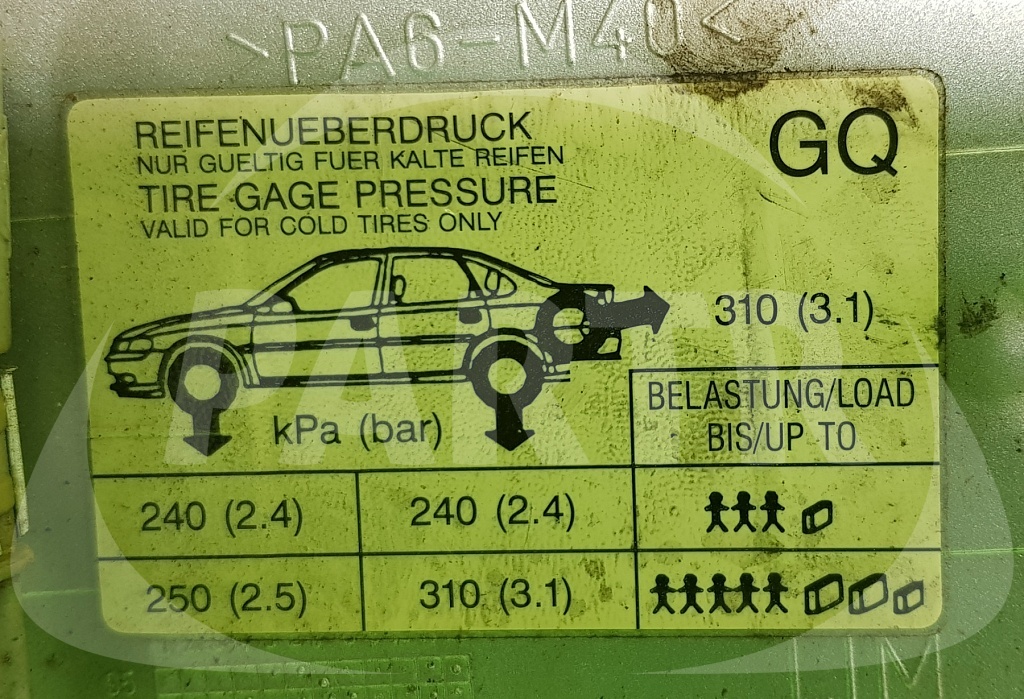 >PA6-M40<
REIFENUEBERDRUCK
NUR GUELTIG FUER KALTE REIFEN
TIRE GAGE PRESSURE
VALID FOR COLD TIRES ONLY
GQ
310 (3.1)
kPa (bar)
BELASTUNG/LOAD
BIS/UP TO
240 (2.4) 240 (2.4)
250 (2.5) 310 (3.1)